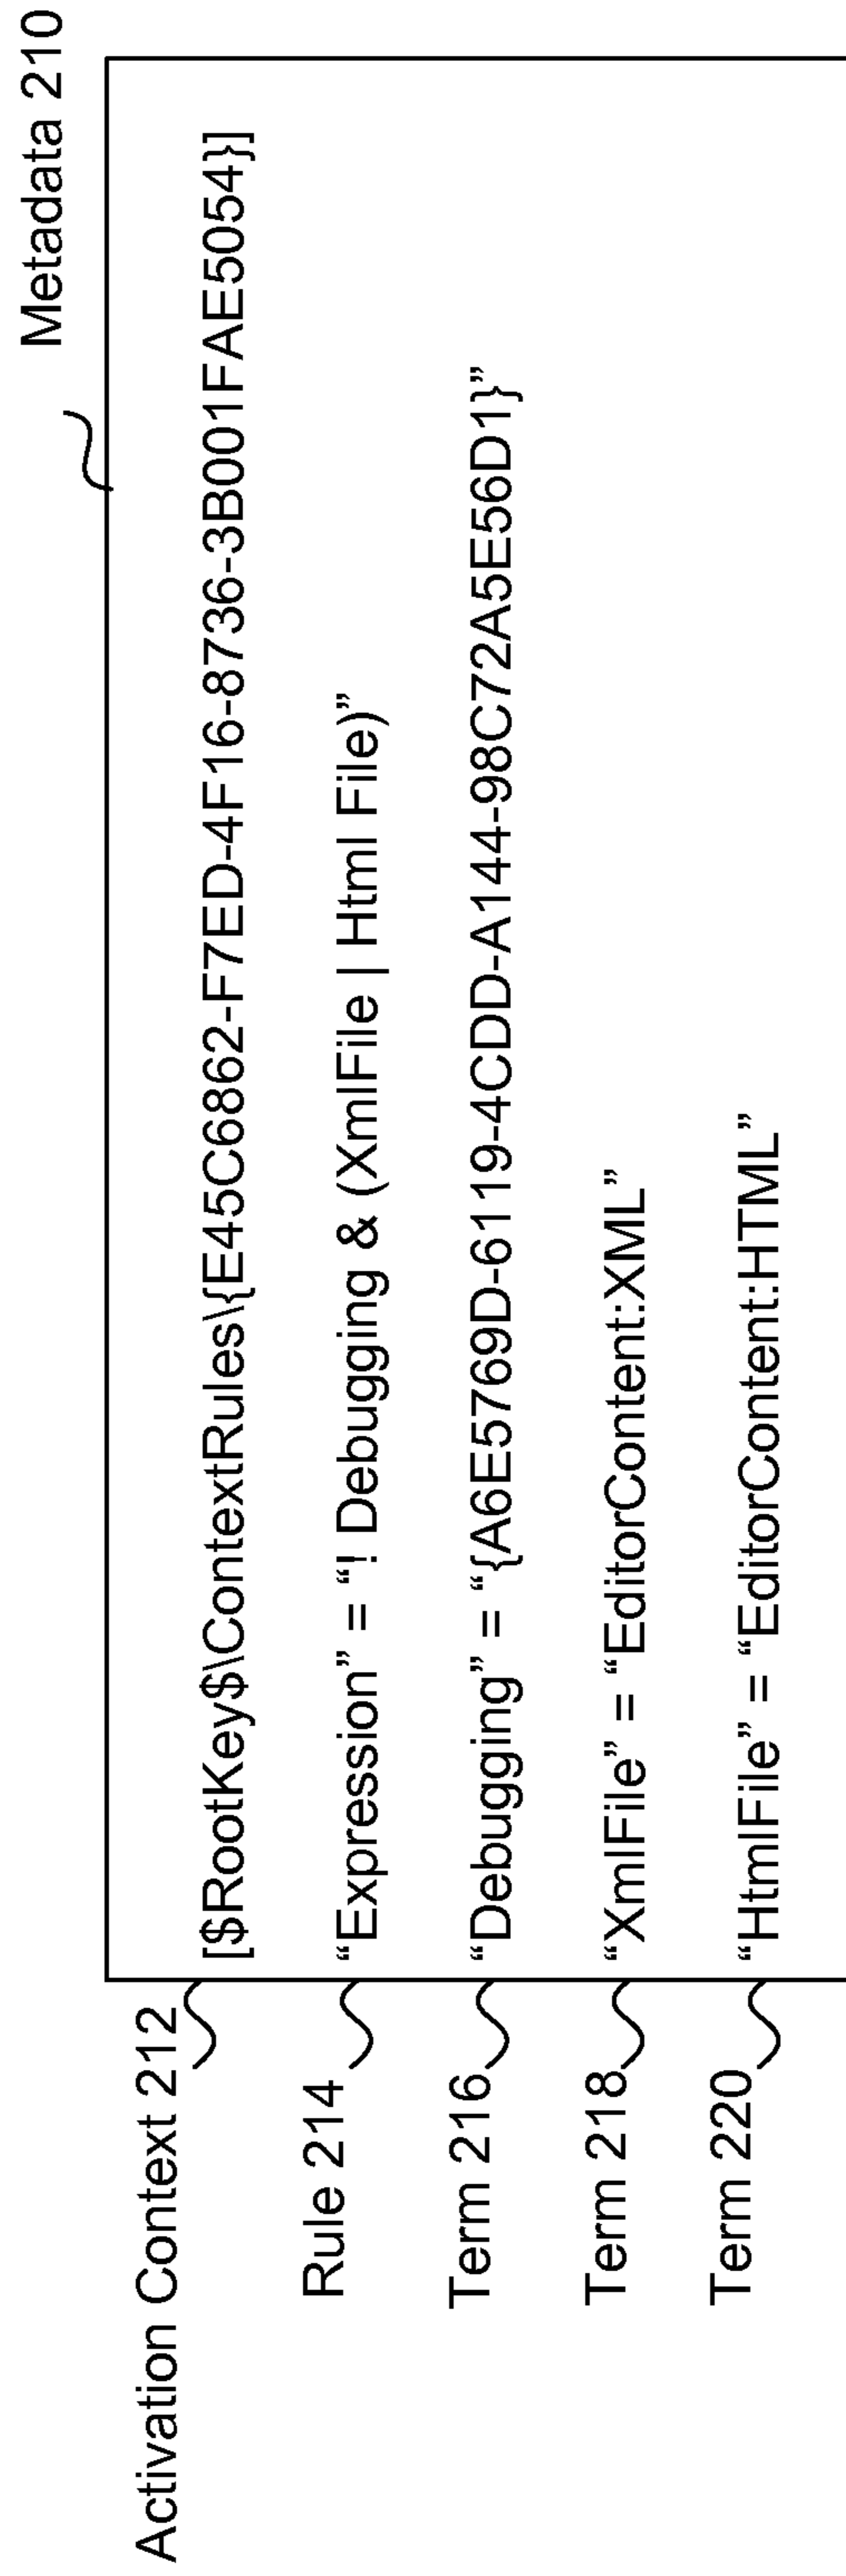 Metadata 210
Activation Context 212
[$RootKey$\ContextRules\{E45C6862-F7ED-4F16-8736-3B001FAE5054}]
Rule 214
“Expression” = “! Debugging & (XmlFile | Html File)”
Term 216
“Debugging” = “{A6E5769D-6119-4CDD-A144-98C72A5E56D1}”
Term 218
“XmlFile” = “EditorContent:XML”
Term 220
“HtmlFile” = “EditorContent:HTML”